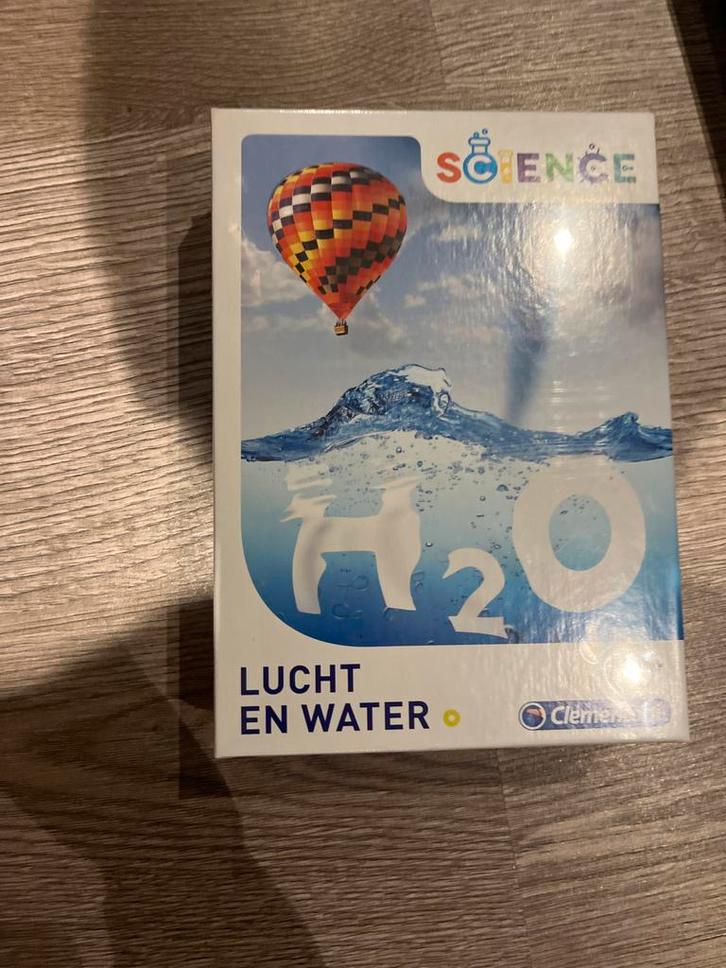 SCIENCE
H2O
LUCHT
EN WATER